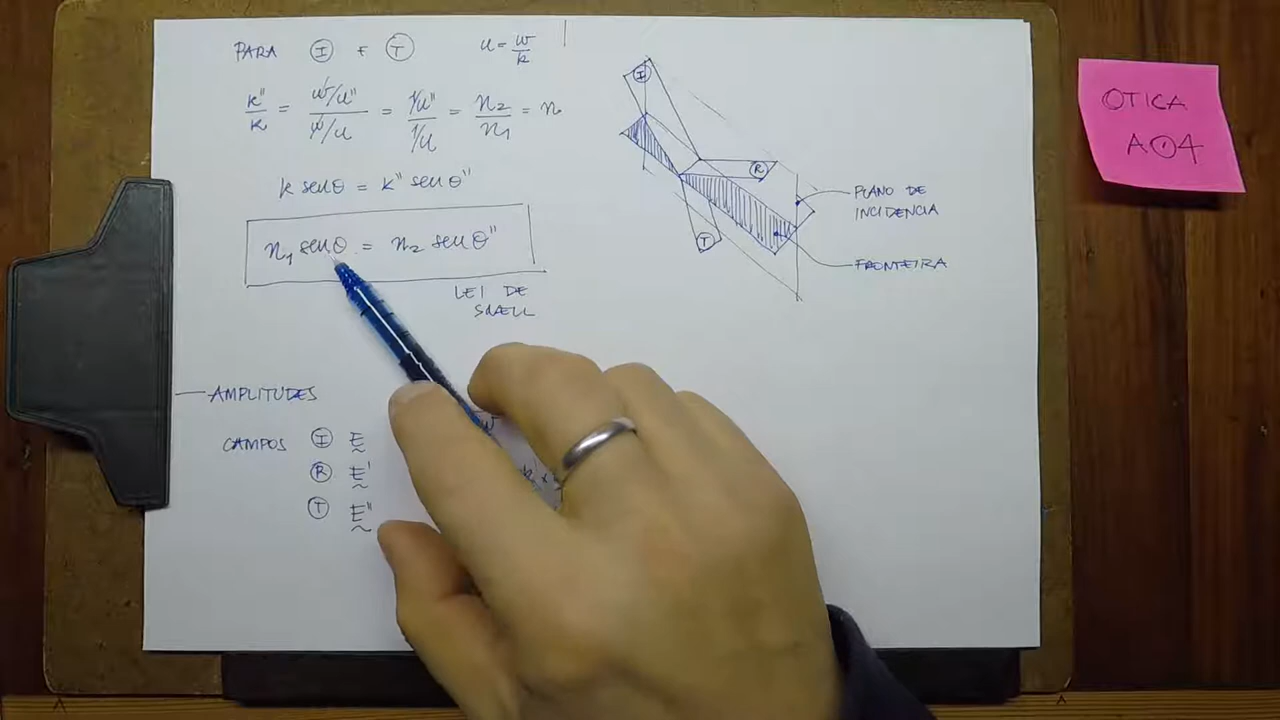 PARA I E T u = w/k
k''/k = w/u'' / w/u = 1/u'' / 1/u = n2/n1 = n
k senθ = k'' senθ''
n1 senθ = n2 senθ''
LEI DE
SNELL
AMPLITUDES
CAMPOS I E
R E'
T E''
I
R
T
PLANO DE
INCIDENCIA
FRONTEIRA
OTICA
A04